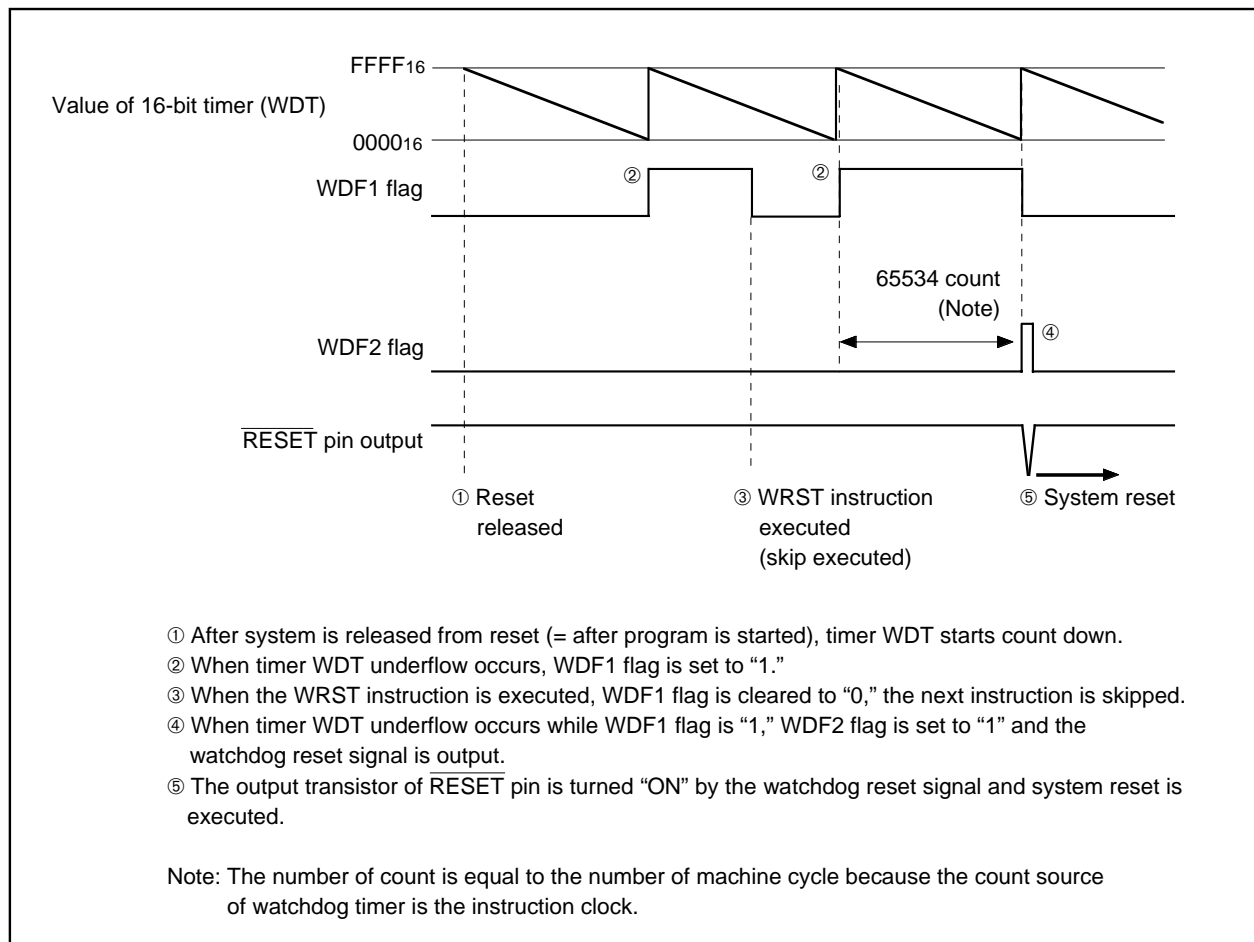 FFFF16
Value of 16-bit timer (WDT)
000016
WDF1 flag
②
②
65534 count
(Note)
WDF2 flag
④
RESET pin output
① Reset
released
③ WRST instruction
executed
(skip executed)
⑤ System reset
① After system is released from reset (= after program is started), timer WDT starts count down.
② When timer WDT underflow occurs, WDF1 flag is set to “1.”
③ When the WRST instruction is executed, WDF1 flag is cleared to “0,” the next instruction is skipped.
④ When timer WDT underflow occurs while WDF1 flag is “1,” WDF2 flag is set to “1” and the
watchdog reset signal is output.
⑤ The output transistor of RESET pin is turned “ON” by the watchdog reset signal and system reset is
executed.
Note: The number of count is equal to the number of machine cycle because the count source
of watchdog timer is the instruction clock.